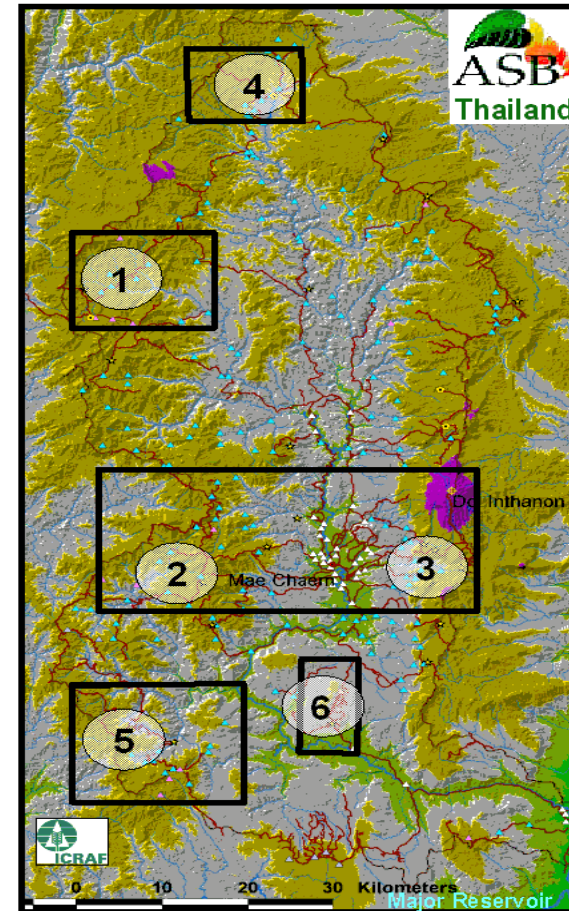 ASB
Thailand
4
1
Doi Inthanon
2
Mae Chaem
3
6
5
ICRAF
0 10 20 30 Kilometers
Major Reservoir